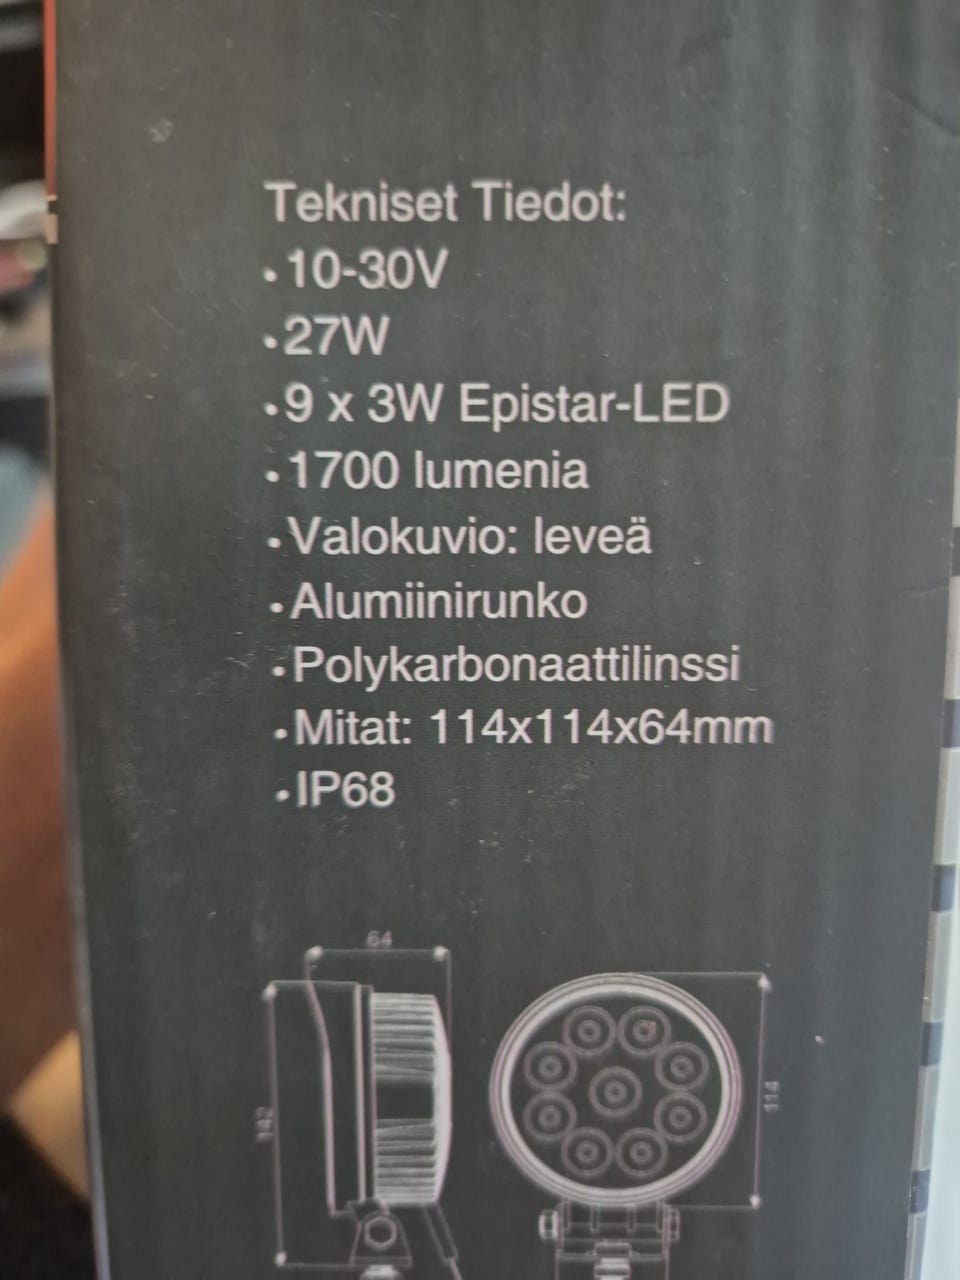 Tekniset Tiedot:
•10-30V
•27W
•9 x 3W Epistar-LED
•1700 lumenia
•Valokuvio: leveä
•Alumiinirunko
•Polykarbonaattilinssi
•Mitat: 114x114x64mm
•IP68
64
142
114